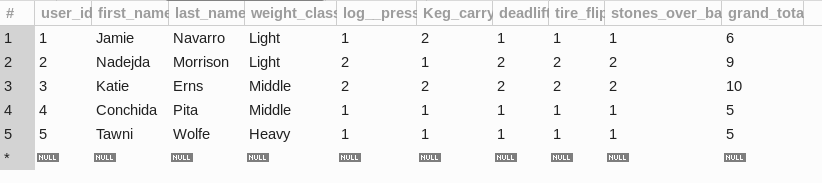 # user_id first_name last_name weight_class log__press Keg_carry deadlift tire_flip stones_over_ba grand_tota
1 1 Jamie Navarro Light 1 2 1 1 1 6
2 2 Nadejda Morrison Light 2 1 2 2 2 9
3 3 Katie Erns Middle 2 2 2 2 2 10
4 4 Conchida Pita Middle 1 1 1 1 1 5
5 5 Tawni Wolfe Heavy 1 1 1 1 1 5
* NULL NULL NULL NULL NULL NULL NULL NULL NULL NULL